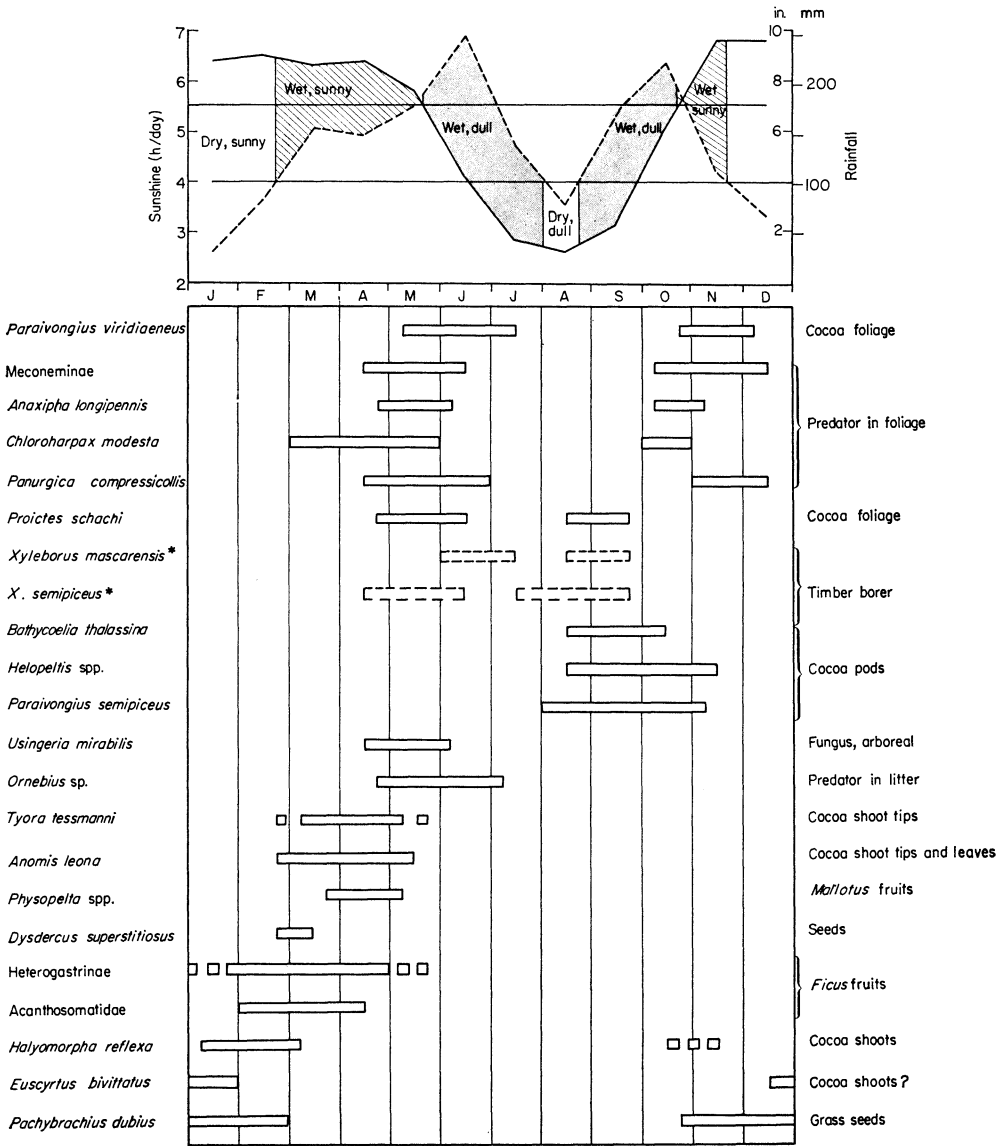 in. mm
7
10
6
8
200
5
6
4
100
3
2
2
Sunshine (h/day)
Rainfall
Wet, sunny
Dry, sunny
Wet, dull
Dry, dull
Wet, dull
Wet sunny
J F M A M J J A S O N D
Paraivongius viridiaeneus
Cocoa foliage
Meconeminae
Anaxipha longipennis
Predator in foliage
Chloroharpax modesta
Panurgica compressicollis
Proictes schachi
Cocoa foliage
Xyleborus mascarensis*
X. semipiceus*
Timber borer
Bathycoelia thalassina
Helopeltis spp.
Cocoa pods
Paraivongius semipiceus
Usingeria mirabilis
Fungus, arboreal
Ornebius sp.
Predator in litter
Tyora tessmanni
Cocoa shoot tips
Anomis leona
Cocoa shoot tips and leaves
Physopelta spp.
Mallotus fruits
Dysdercus superstitiosus
Seeds
Heterogastrinae
Ficus fruits
Acanthosomatidae
Halyomorpha reflexa
Cocoa shoots
Euscyrtus bivittatus
Cocoa shoots?
Pachybrachius dubius
Grass seeds